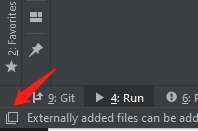 2: Favorites
9: Git
4: Run
6:
Externally added files can be add